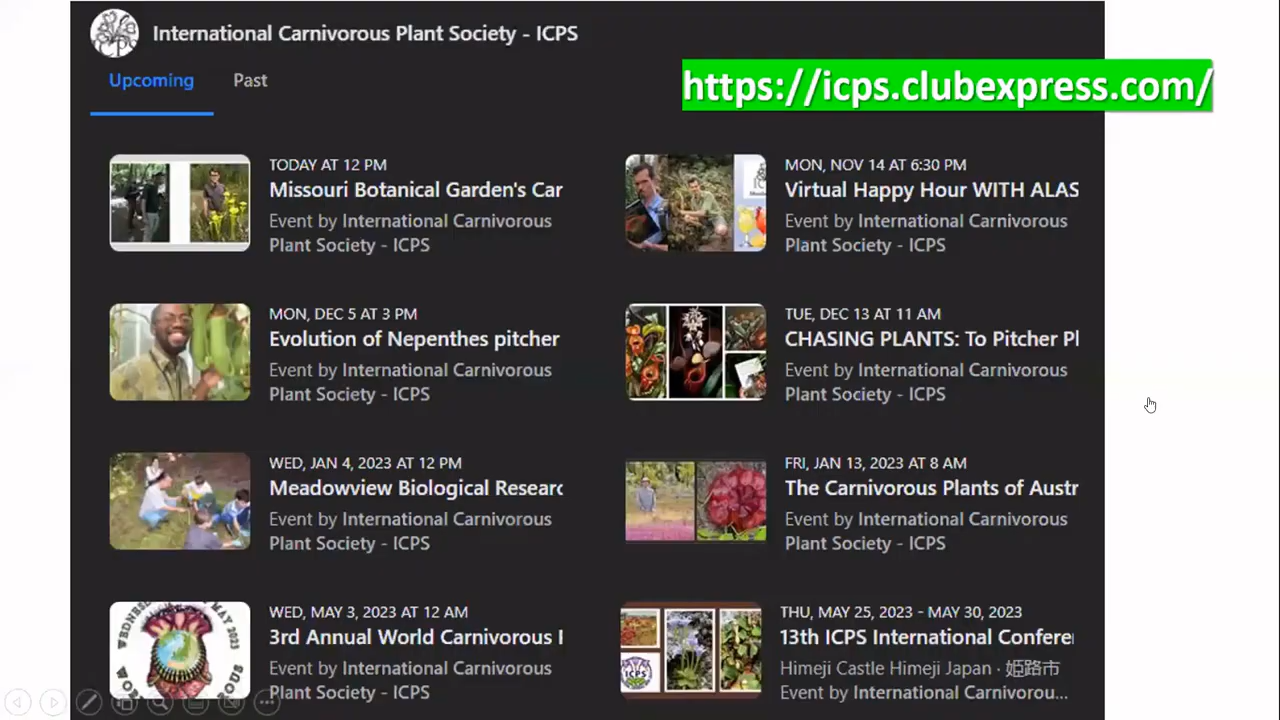 International Carnivorous Plant Society - ICPS
Upcoming
Past
https://icps.clubexpress.com/
TODAY AT 12 PM
Missouri Botanical Garden's Car
Event by International Carnivorous
Plant Society - ICPS
MON, NOV 14 AT 6:30 PM
Virtual Happy Hour WITH ALAS
Event by International Carnivorous
Plant Society - ICPS
MON, DEC 5 AT 3 PM
Evolution of Nepenthes pitcher
Event by International Carnivorous
Plant Society - ICPS
TUE, DEC 13 AT 11 AM
CHASING PLANTS: To Pitcher Pl
Event by International Carnivorous
Plant Society - ICPS
WED, JAN 4, 2023 AT 12 PM
Meadowview Biological Researc
Event by International Carnivorous
Plant Society - ICPS
FRI, JAN 13, 2023 AT 8 AM
The Carnivorous Plants of Austr
Event by International Carnivorous
Plant Society - ICPS
WED, MAY 3, 2023 AT 12 AM
3rd Annual World Carnivorous
Event by International Carnivorous
Plant Society - ICPS
THU, MAY 25, 2023 - MAY 30, 2023
13th ICPS International Conferen
Himeji Castle Himeji Japan · 姫路市
Event by International Carnivorou...
ICPS